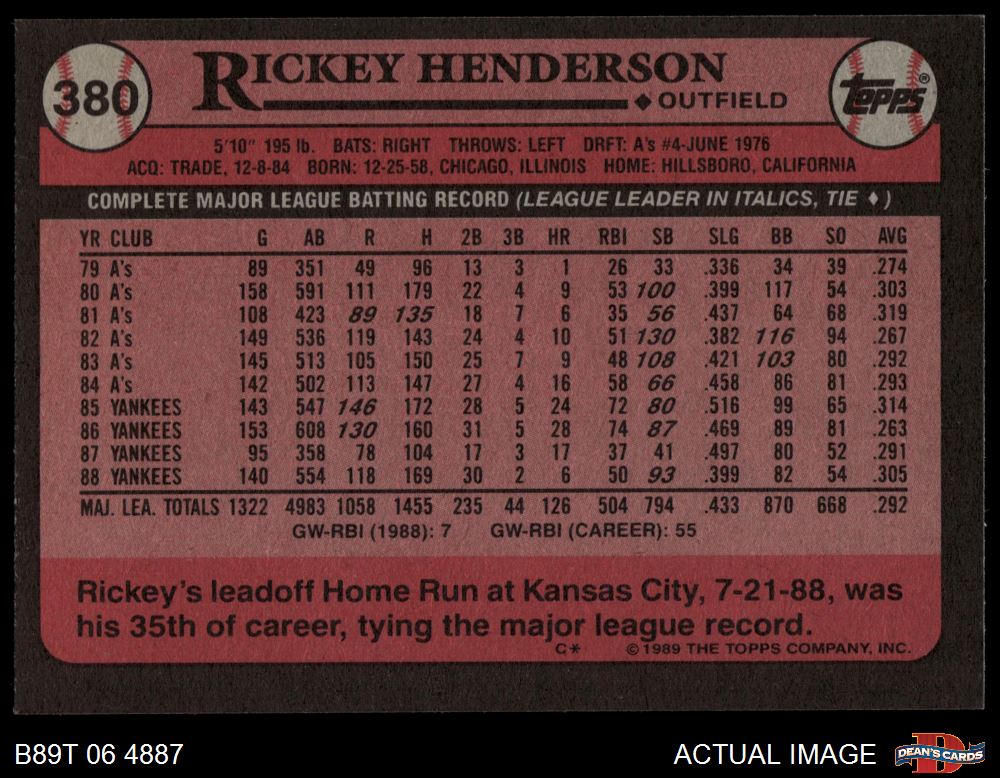 380
RICKEY HENDERSON
◆ OUTFIELD
TOPPS®
5'10" 195 lb. BATS: RIGHT THROWS: LEFT DRFT: A's #4-JUNE 1976
ACQ: TRADE, 12-8-84 BORN: 12-25-58, CHICAGO, ILLINOIS HOME: HILLSBORO, CALIFORNIA
COMPLETE MAJOR LEAGUE BATTING RECORD (LEAGUE LEADER IN ITALICS, TIE ♦ )
YR CLUB G AB R H 2B 3B HR RBI SB SLG BB SO AVG
79 A's 89 351 49 96 13 3 1 26 33 .336 34 39 .274
80 A's 158 591 111 179 22 4 9 53 100 .399 117 54 .303
81 A's 108 423 89 135 18 7 6 35 56 .437 64 68 .319
82 A's 149 536 119 143 24 4 10 51 130 .382 116 94 .267
83 A's 145 513 105 150 25 7 9 48 108 .421 103 80 .292
84 A's 142 502 113 147 27 4 16 58 66 .458 86 81 .293
85 YANKEES 143 547 146 172 28 5 24 72 80 .516 99 65 .314
86 YANKEES 153 608 130 160 31 5 28 74 87 .469 89 81 .263
87 YANKEES 95 358 78 104 17 3 17 37 41 .497 80 52 .291
88 YANKEES 140 554 118 169 30 2 6 50 93 .399 82 54 .305
MAJ. LEA. TOTALS 1322 4983 1058 1455 235 44 126 504 794 .433 870 668 .292
GW-RBI (1988): 7 GW-RBI (CAREER): 55
Rickey's leadoff Home Run at Kansas City, 7-21-88, was
his 35th of career, tying the major league record.
C* © 1989 THE TOPPS COMPANY, INC.
B89T 06 4887
ACTUAL IMAGE
DEAN'S CARDS